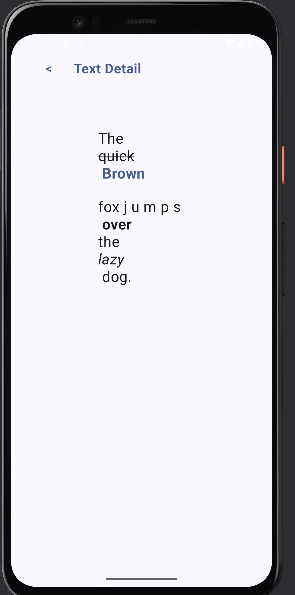 < Text Detail
The
quick
Brown
fox j u m p s
over
the
lazy
dog.